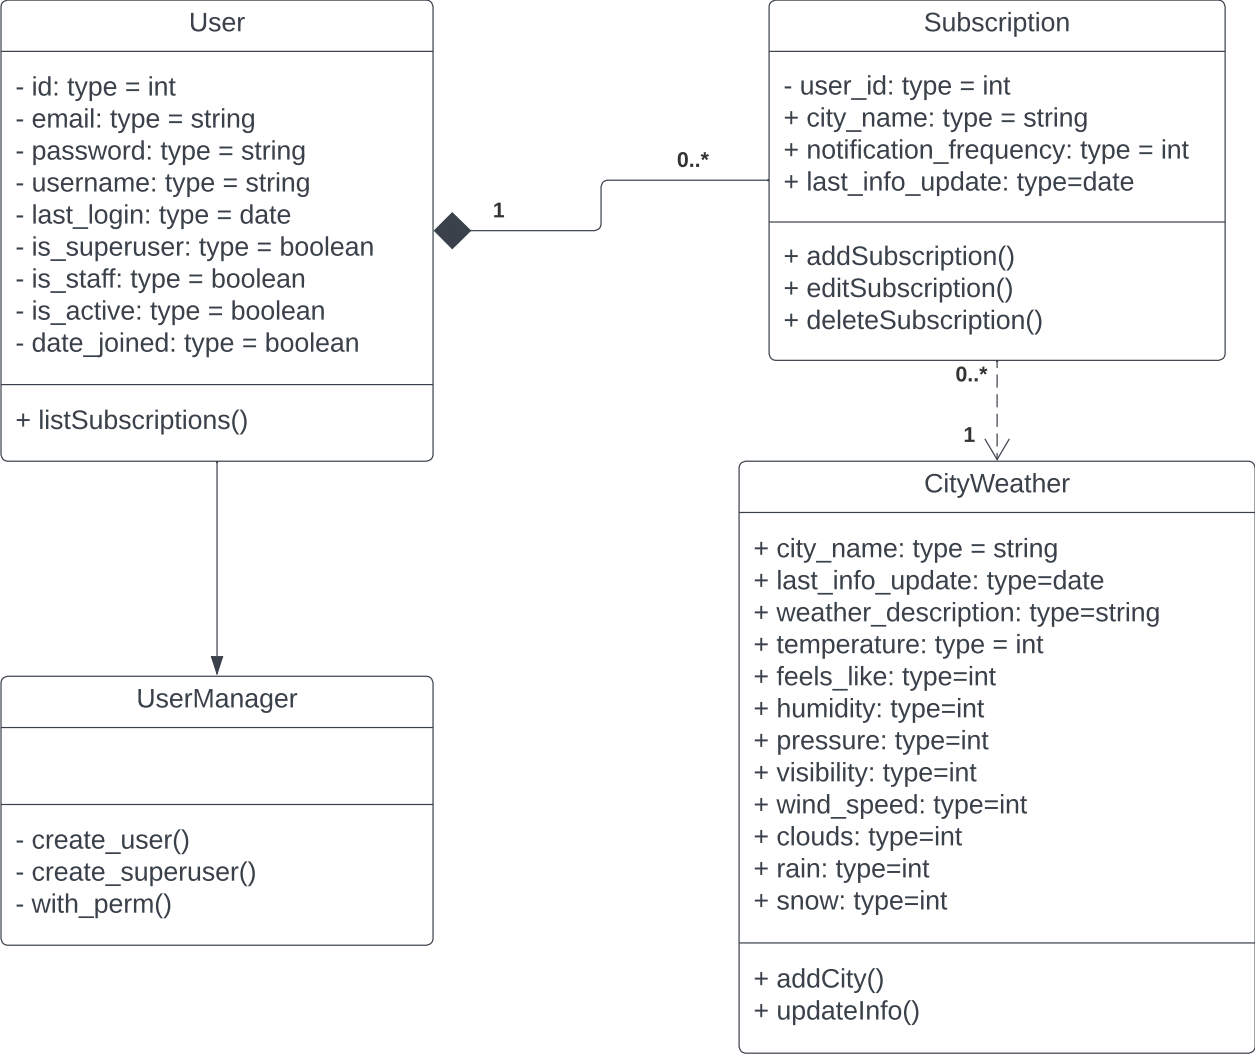 User
- id: type = int
- email: type = string
- password: type = string
- username: type = string
- last_login: type = date
- is_superuser: type = boolean
- is_staff: type = boolean
- is_active: type = boolean
- date_joined: type = boolean
+ listSubscriptions()
1
0..*
Subscription
- user_id: type = int
+ city_name: type = string
+ notification_frequency: type = int
+ last_info_update: type=date
+ addSubscription()
+ editSubscription()
+ deleteSubscription()
0..*
1
UserManager
- create_user()
- create_superuser()
- with_perm()
CityWeather
+ city_name: type = string
+ last_info_update: type=date
+ weather_description: type=string
+ temperature: type = int
+ feels_like: type=int
+ humidity: type=int
+ pressure: type=int
+ visibility: type=int
+ wind_speed: type=int
+ clouds: type=int
+ rain: type=int
+ snow: type=int
+ addCity()
+ updateInfo()